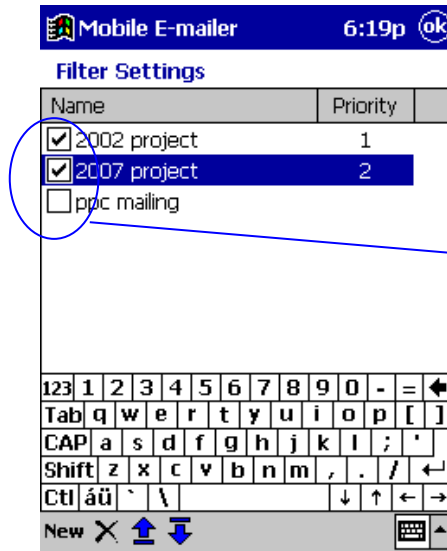 Mobile E-mailer 6:19p ok
Filter Settings
Name Priority
2002 project 1
2007 project 2
ppc mailing
123 1 2 3 4 5 6 7 8 9 0 - =
Tab q w e r t y u i o p [ ]
CAP a s d f g h j k l ; '
Shift z x c v b n m , . /
Ctl áü ` \
New